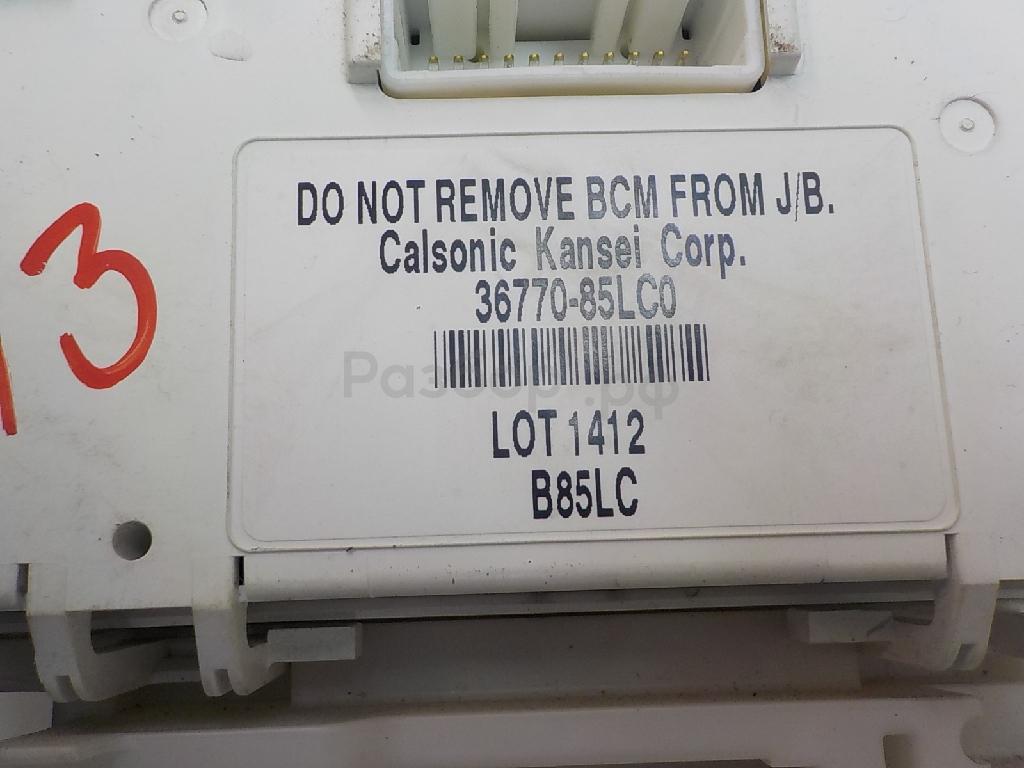 DO NOT REMOVE BCM FROM J/B.
Calsonic Kansei Corp.
36770-85LC0
Разбор.рф
LOT 1412
B85LC
13